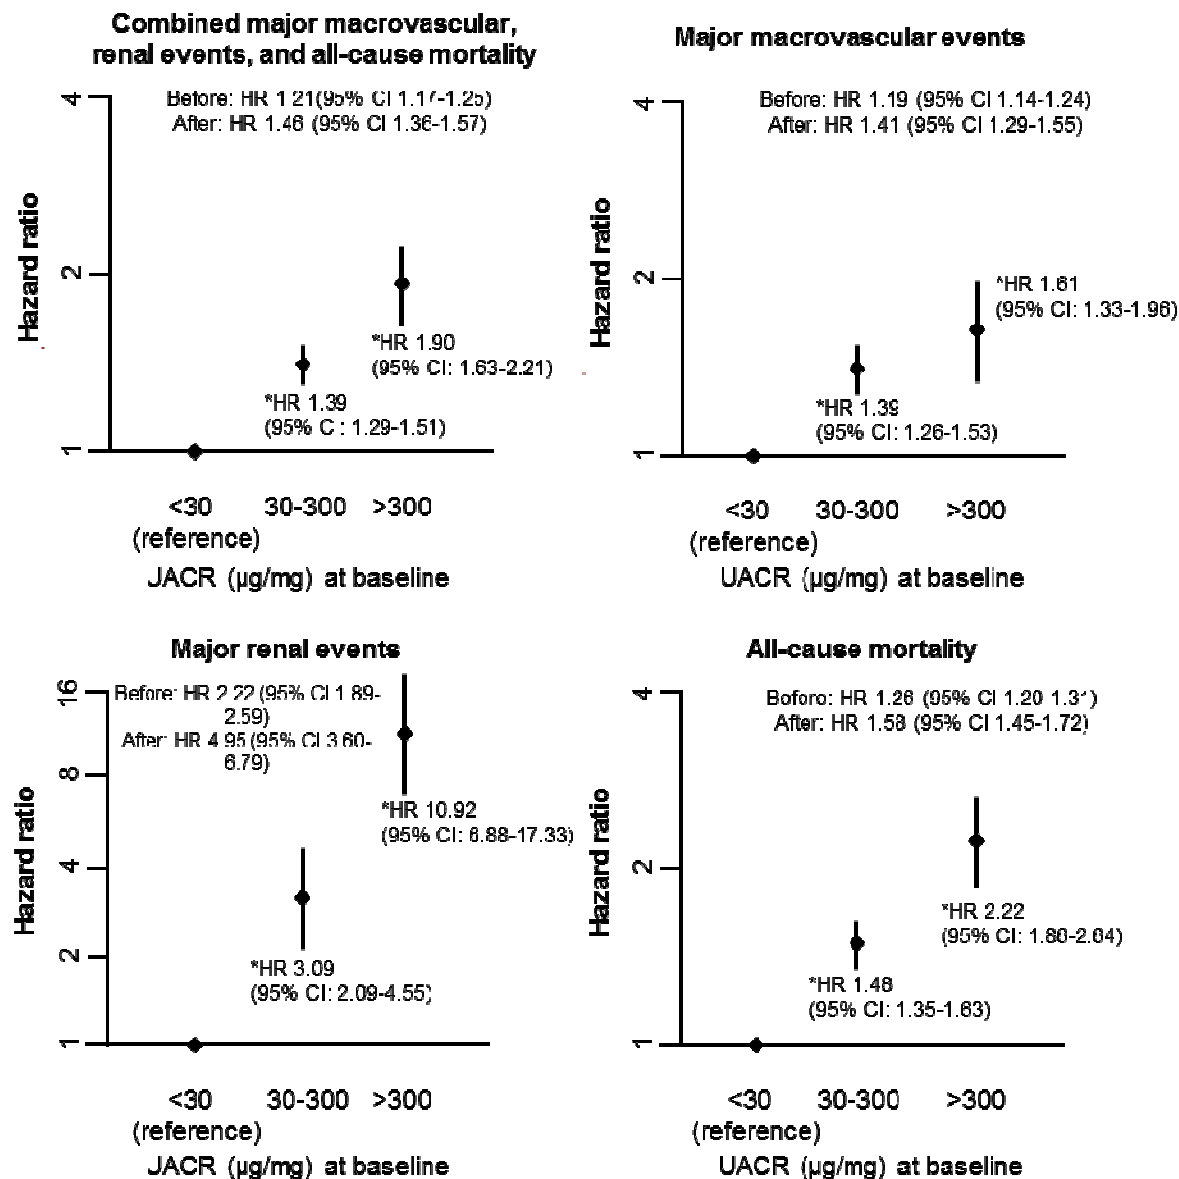 Combined major macrovascular,
renal events, and all-cause mortality
Before: HR 1.21(95% CI 1.17-1.25)
After: HR 1.46 (95% CI 1.36-1.57)
Hazard ratio
4
2
1
*HR 1.90
(95% CI: 1.63-2.21)
*HR 1.39
(95% C : 1.29-1.51)
<30 30-300 >300
(reference)
JACR (µg/mg) at baseline
Major macrovascular events
Before: HR 1.19 (95% CI 1.14-1.24)
After: HR 1.41 (95% CI 1.29-1.55)
Hazard ratio
4
2
1
*HR 1.61
(95% CI: 1.33-1.96)
*HR 1.39
(95% CI: 1.26-1.53)
<30 30-300 >300
(reference)
UACR (µg/mg) at baseline
Major renal events
Before: HR 2.22 (95% CI 1.89-
2.59)
After: HR 4.95 (95% CI 3.60-
6.79)
Hazard ratio
16
8
4
2
1
*HR 10.92
(95% CI: 6.88-17.33)
*HR 3.09
(95% CI: 2.09-4.55)
<30 30-300 >300
(reference)
JACR (µg/mg) at baseline
All-cause mortality
Before: HR 1.26 (95% CI 1.20 1.31)
After: HR 1.58 (95% CI 1.45-1.72)
Hazard ratio
4
2
1
*HR 2.22
(95% CI:
*HR 1.48
(95% CI: 1.35-1.63)
<30 30-300 >300
(reference)
UACR (µg/mg) at baseline